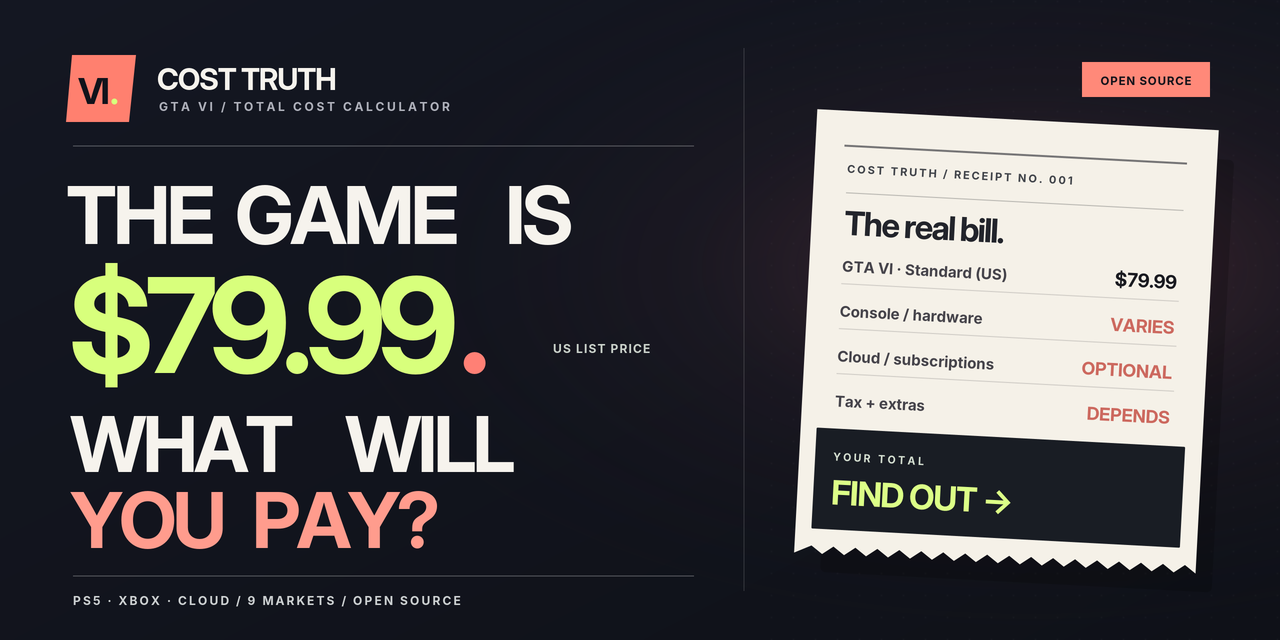 VI.
COST TRUTH
GTA VI / TOTAL COST CALCULATOR
THE GAME IS
$79.99.
US LIST PRICE
WHAT WILL
YOU PAY?
PS5 · XBOX · CLOUD / 9 MARKETS / OPEN SOURCE
OPEN SOURCE
COST TRUTH / RECEIPT NO. 001
The real bill.
GTA VI · Standard (US) $79.99
Console / hardware VARIES
Cloud / subscriptions OPTIONAL
Tax + extras DEPENDS
YOUR TOTAL
FIND OUT →